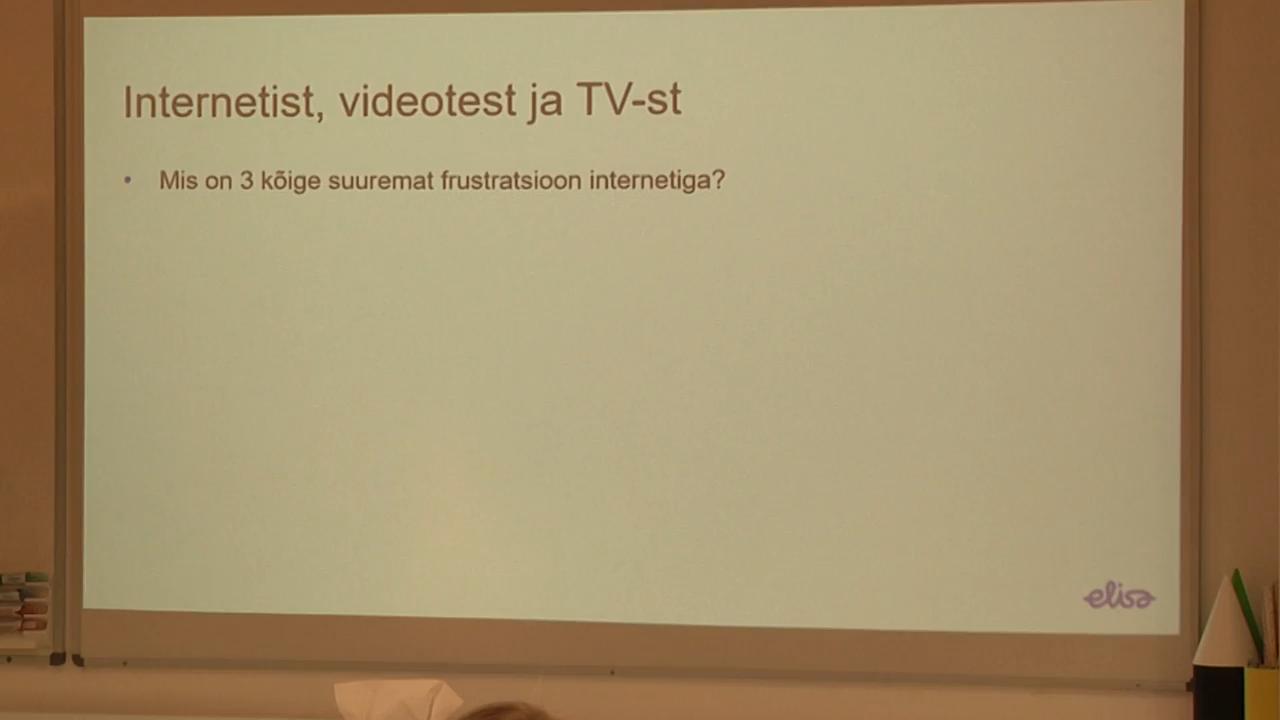 Internetist, videotest ja TV-st
• Mis on 3 kõige suuremat frustratsioon internetiga?
elisa